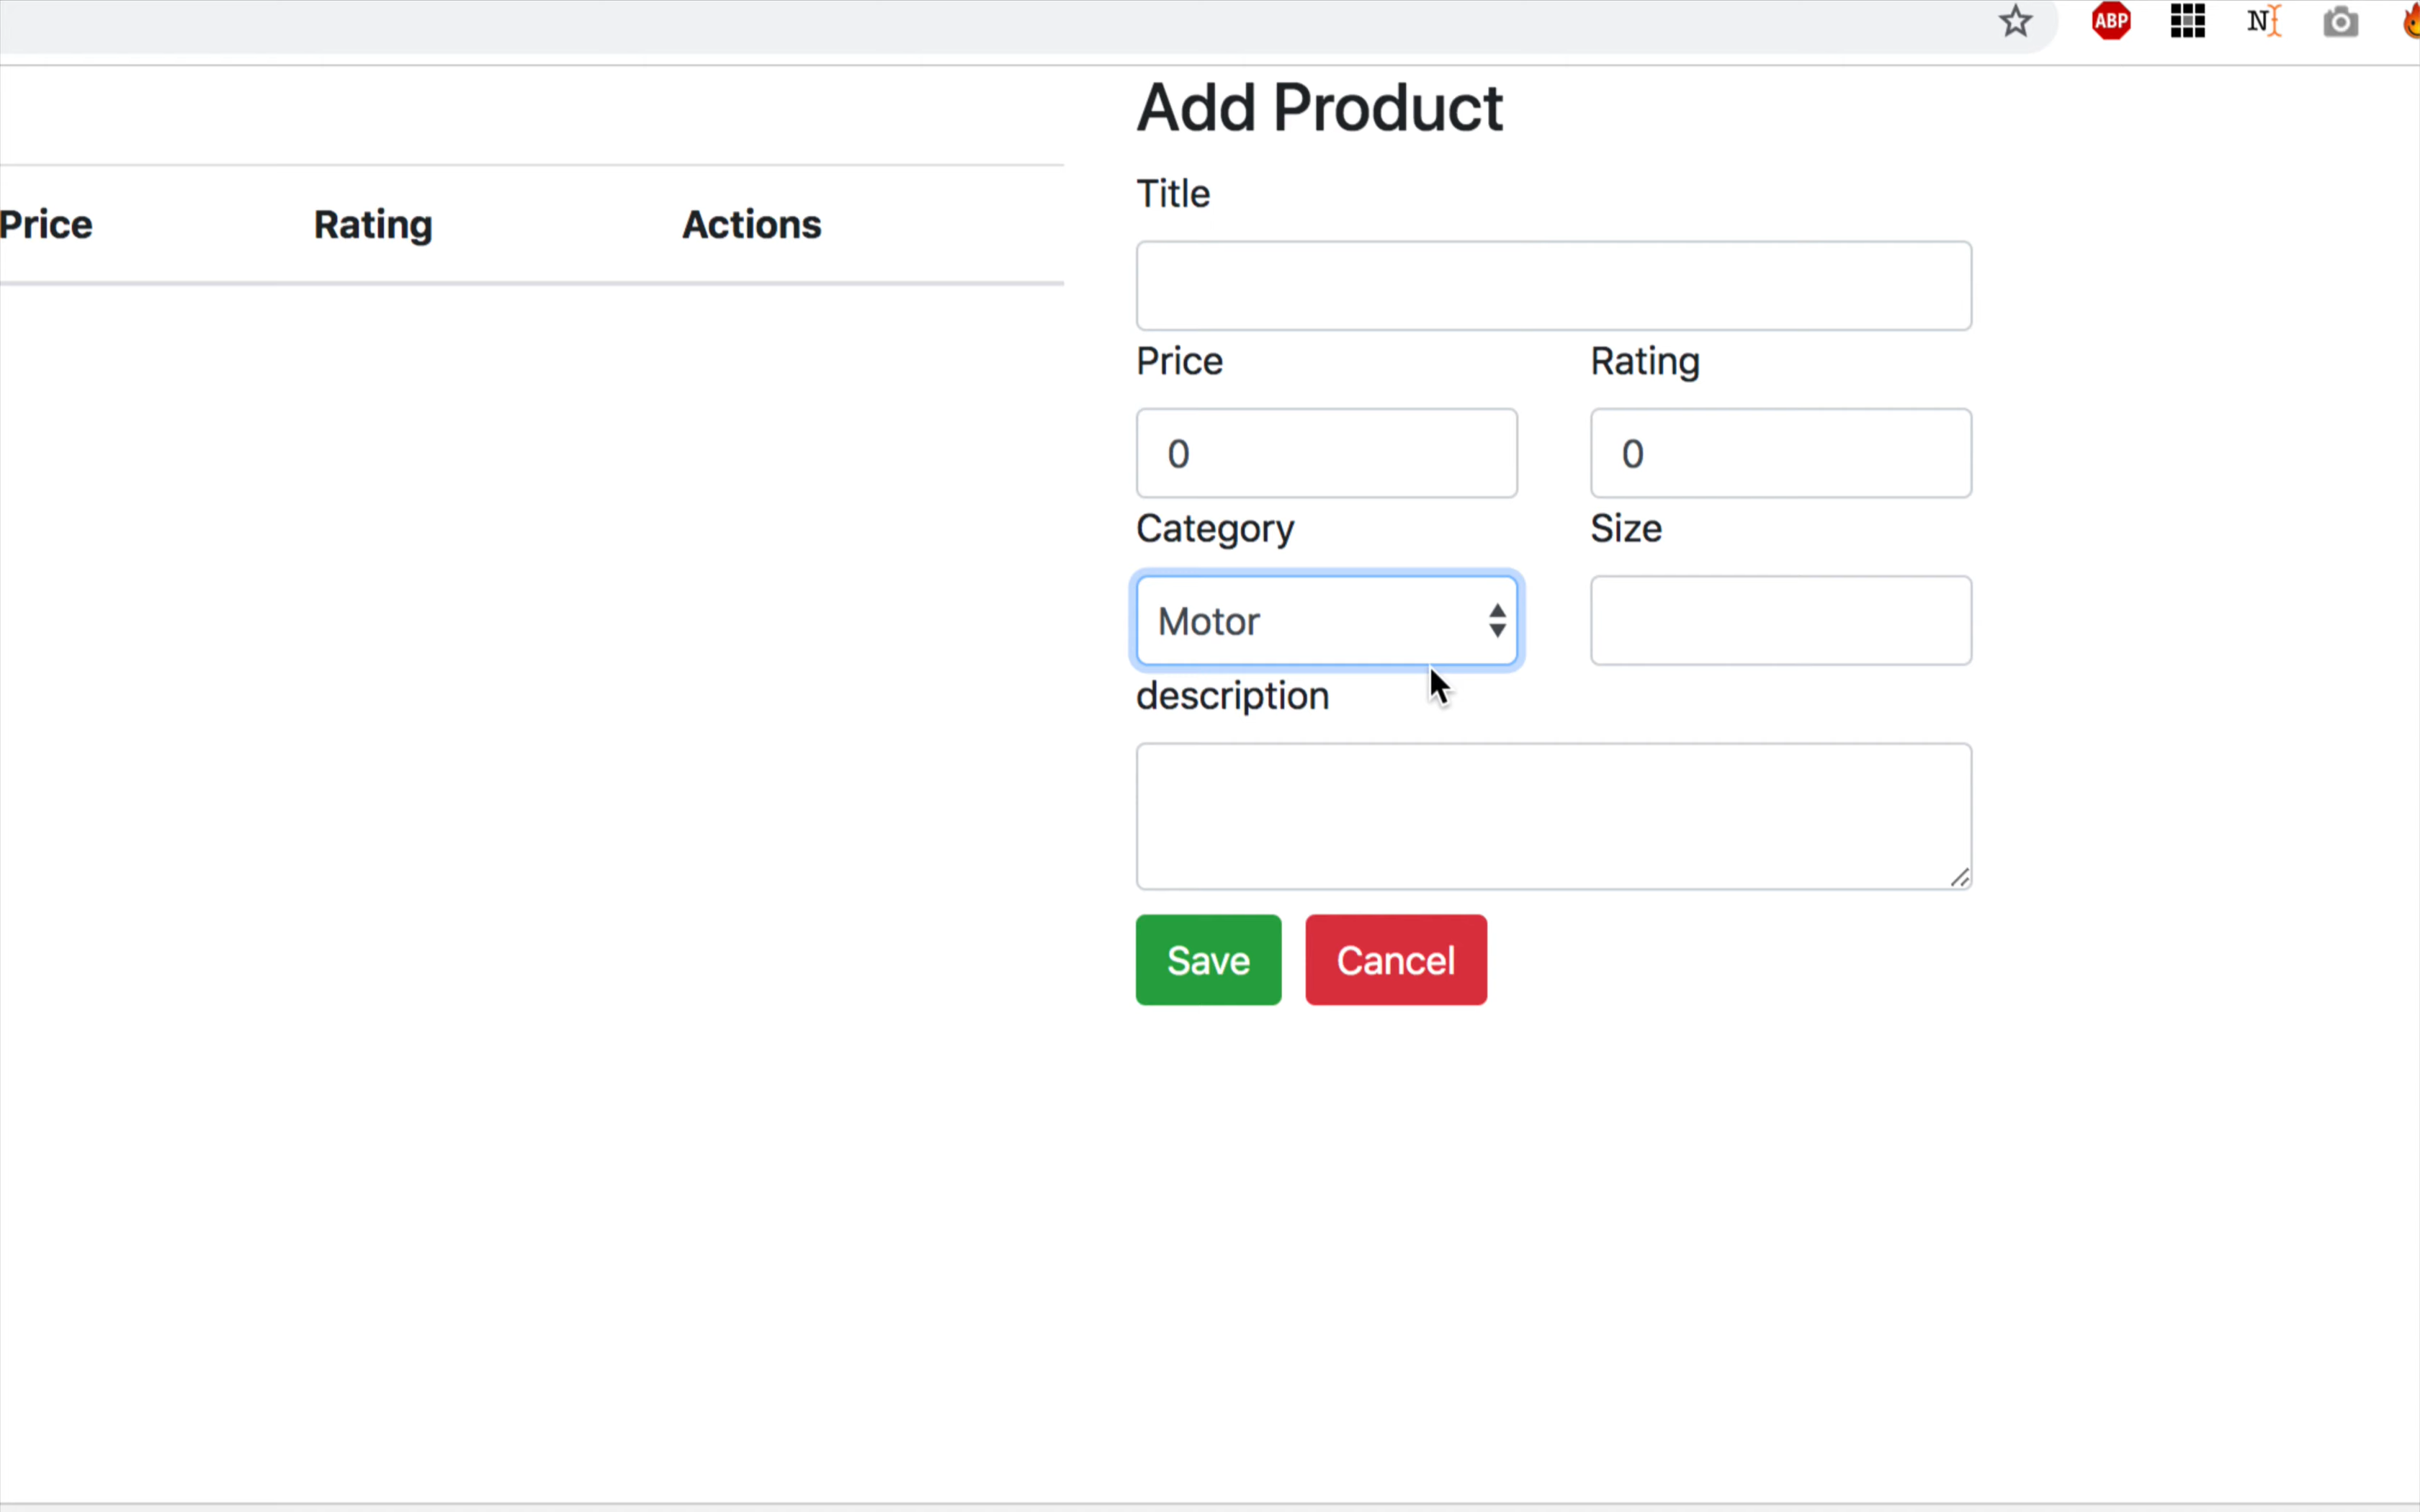 ABP
N
Add Product
Title
Price Rating Actions
Price Rating
0 0
Category Size
Motor
description
Save Cancel